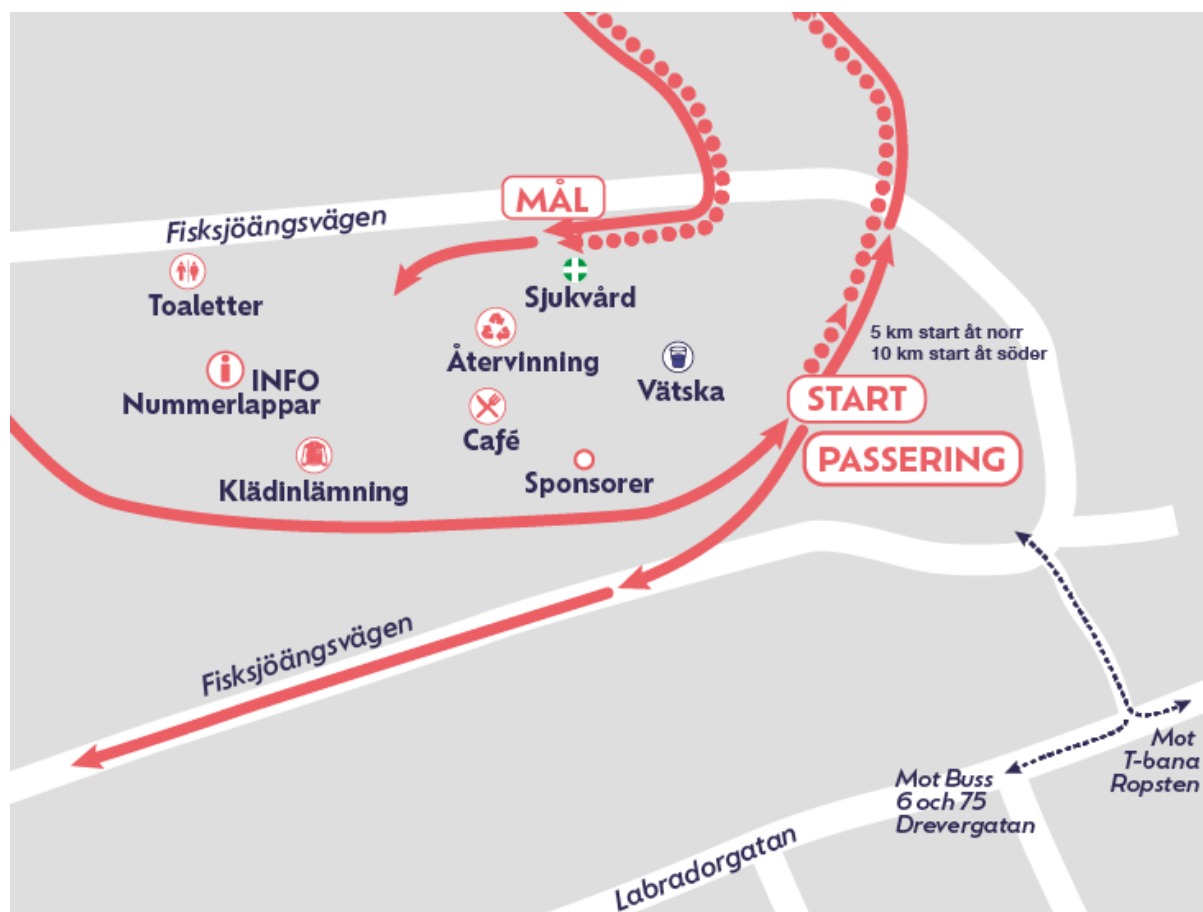 MÅL
Fisksjöängsvägen
Toaletter
Sjukvård
5 km start åt norr
10 km start åt söder
Återvinning
INFO
Nummerlappar
Vätska
START
Café
PASSERING
Klädinlämning
Sponsorer
Fisksjöängsvägen
Mot
T-bana
Ropsten
Mot Buss
6 och 75
Drevergatan
Labradorgatan